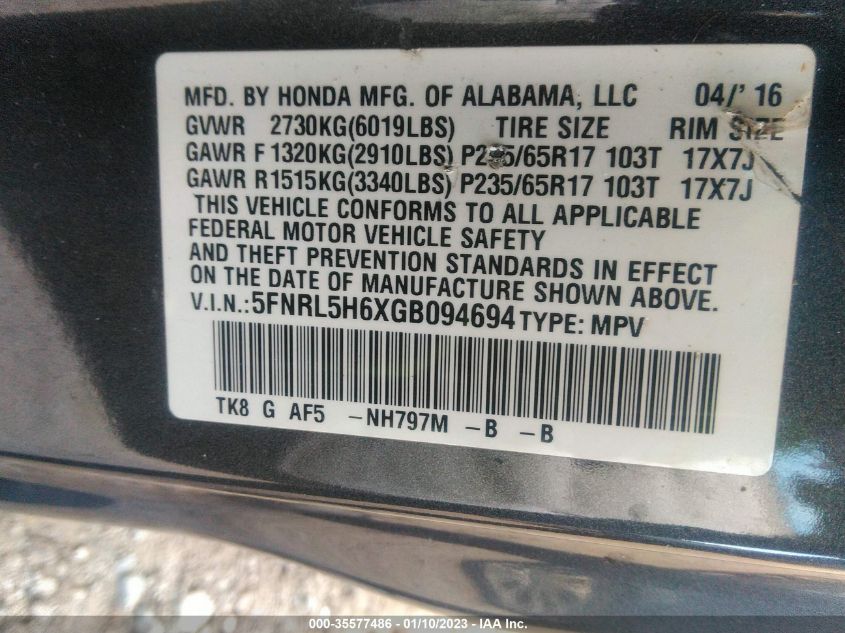 MFD. BY HONDA MFG. OF ALABAMA, LLC 04/'16
GVWR 2730KG(6019LBS) TIRE SIZE RIM SIZE
GAWR F 1320KG(2910LBS) P235/65R17 103T 17X7J
GAWR R1515KG(3340LBS) P235/65R17 103T 17X7J
THIS VEHICLE CONFORMS TO ALL APPLICABLE
FEDERAL MOTOR VEHICLE SAFETY
AND THEFT PREVENTION STANDARDS IN EFFECT
ON THE DATE OF MANUFACTURE SHOWN ABOVE.
V.I.N.:5FNRL5H6XGB094694 TYPE: MPV
TK8 G AF5 -NH797M -B -B
000-35577486 - 01/10/2023 - IAA Inc.